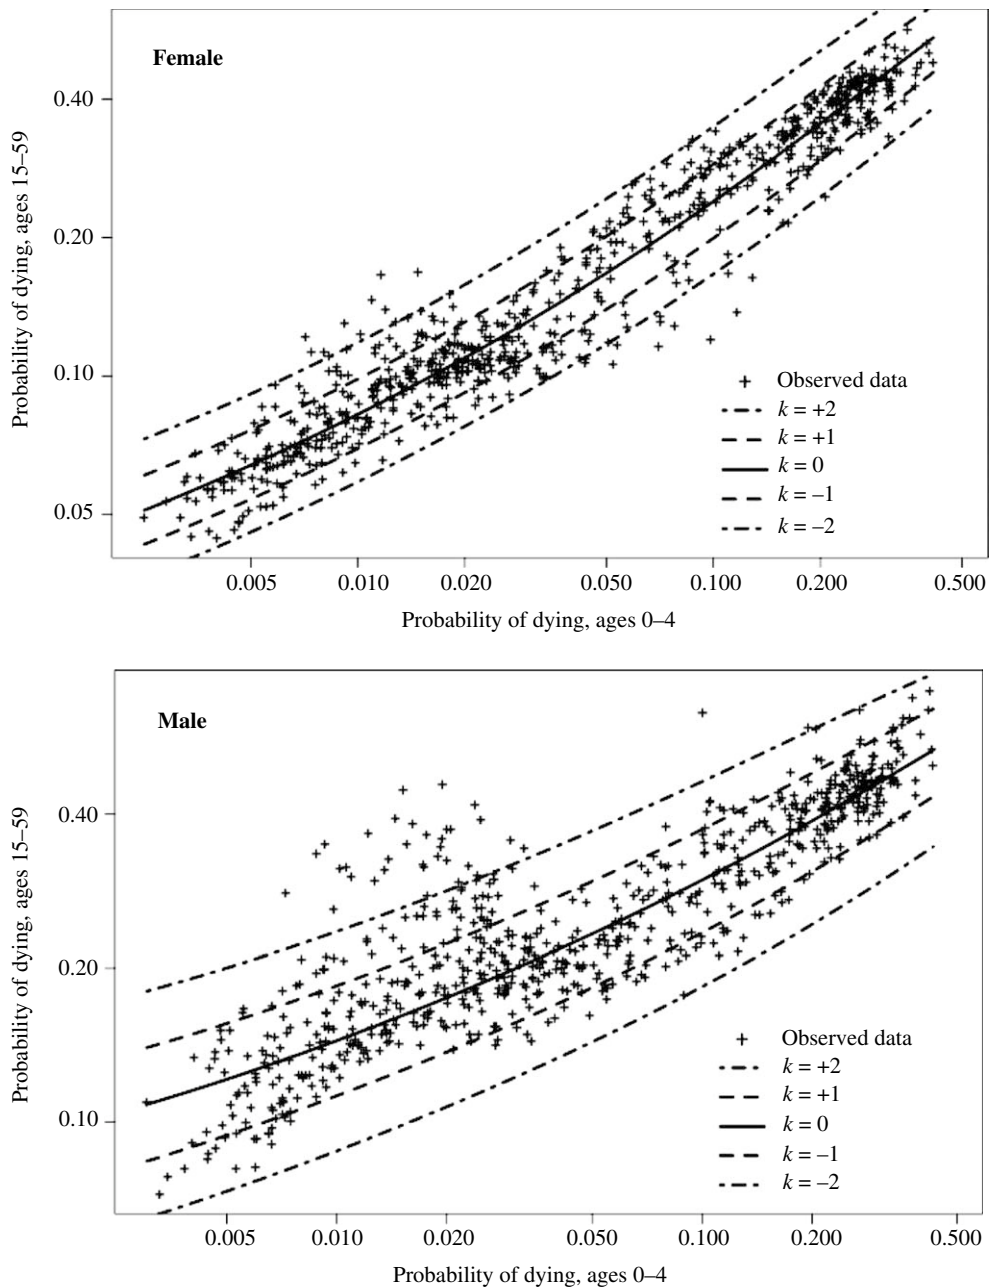 Female
Probability of dying, ages 15–59
0.40
0.20
0.10
0.05
+ Observed data
k = +2
k = +1
k = 0
k = –1
k = –2
0.005 0.010 0.020 0.050 0.100 0.200 0.500
Probability of dying, ages 0–4
Male
Probability of dying, ages 15–59
0.40
0.20
0.10
+ Observed data
k = +2
k = +1
k = 0
k = –1
k = –2
0.005 0.010 0.020 0.050 0.100 0.200 0.500
Probability of dying, ages 0–4